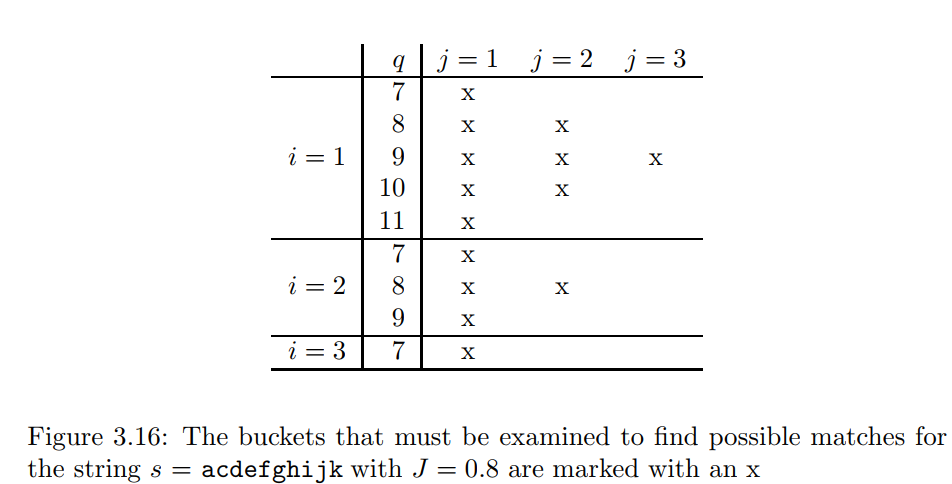 q j = 1 j = 2 j = 3
7 x
8 x x
i = 1 9 x x x
10 x x
11 x
7 x
i = 2 8 x x
9 x
i = 3 7 x
Figure 3.16: The buckets that must be examined to find possible matches for
the string s = acdefghijk with J = 0.8 are marked with an x